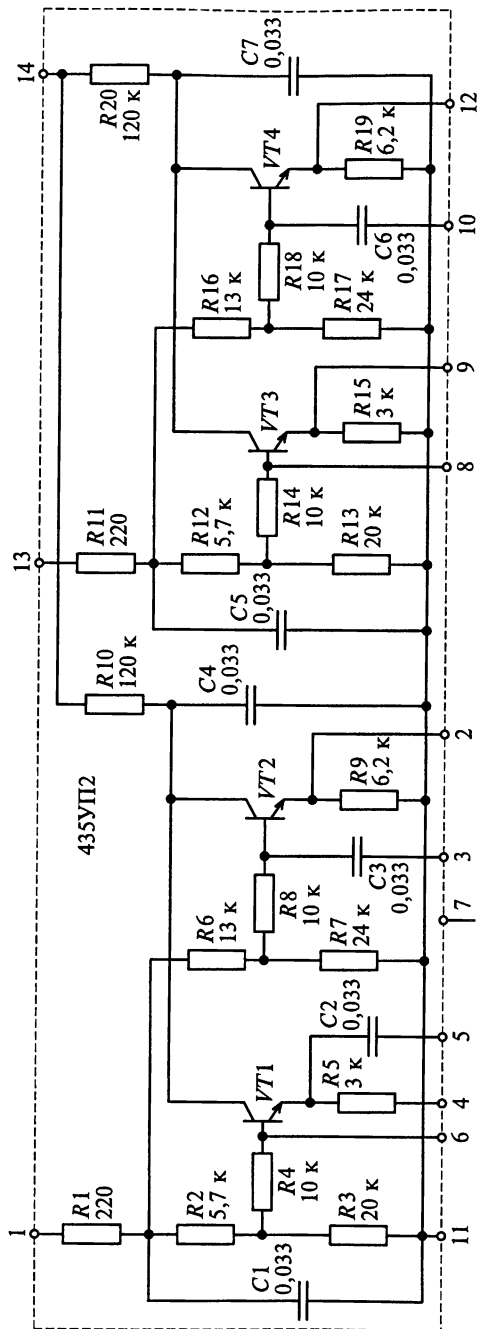 435УП2
1
R1
220
C1
0,033
R2
5,7 к
R3
20 к
11
R4
10 к
6
VT1
R5
3 к
4
C2
0,033
5
R6
13 к
R7
24 к
7
R8
10 к
C3
0,033
3
VT2
R9
6,2 к
2
R10
120 к
C4
0,033
13
R11
220
C5
0,033
R12
5,7 к
R13
20 к
R14
10 к
8
VT3
R15
3 к
9
R16
13 к
R17
24 к
R18
10 к
C6
0,033
10
VT4
R19
6,2 к
12
14
R20
120 к
C7
0,033